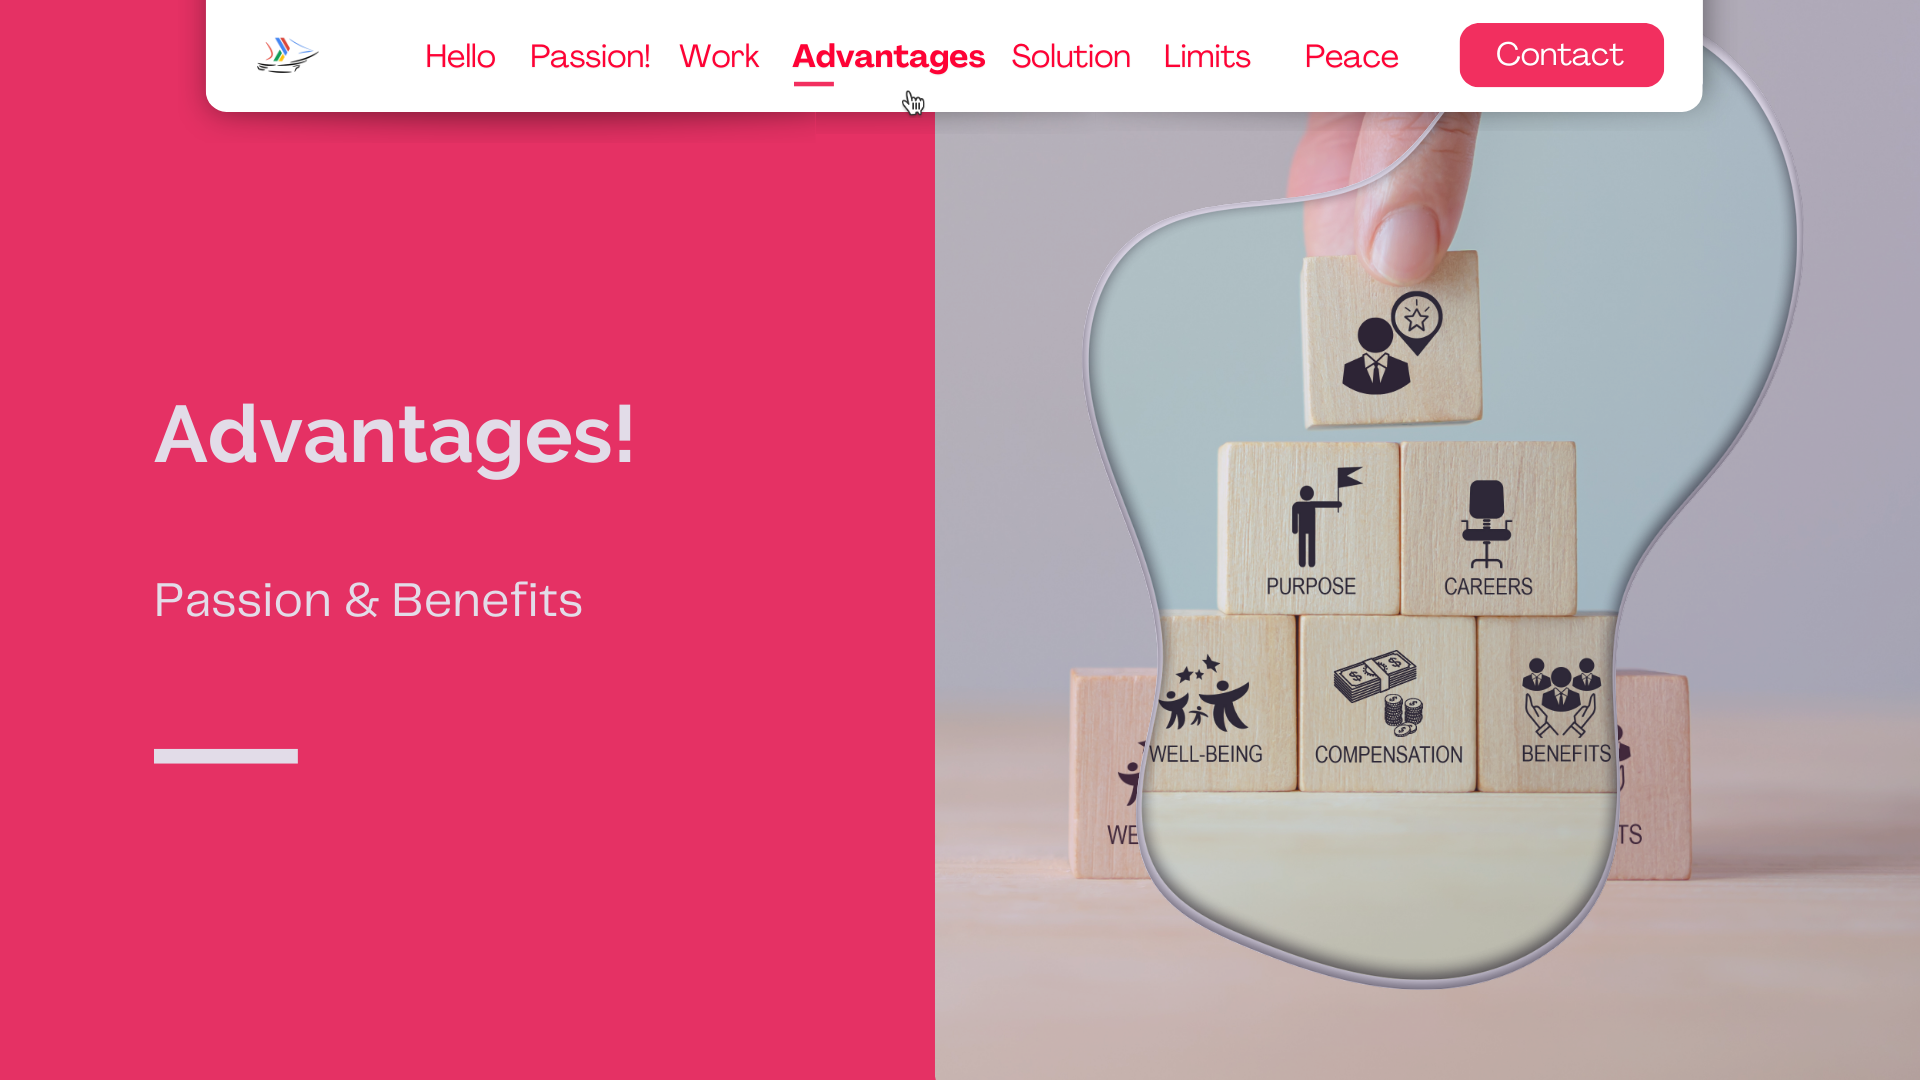 Hello Passion! Work Advantages Solution Limits Peace Contact
Advantages!
Passion & Benefits
PURPOSE CAREERS
WELL-BEING COMPENSATION BENEFITS
WE TS